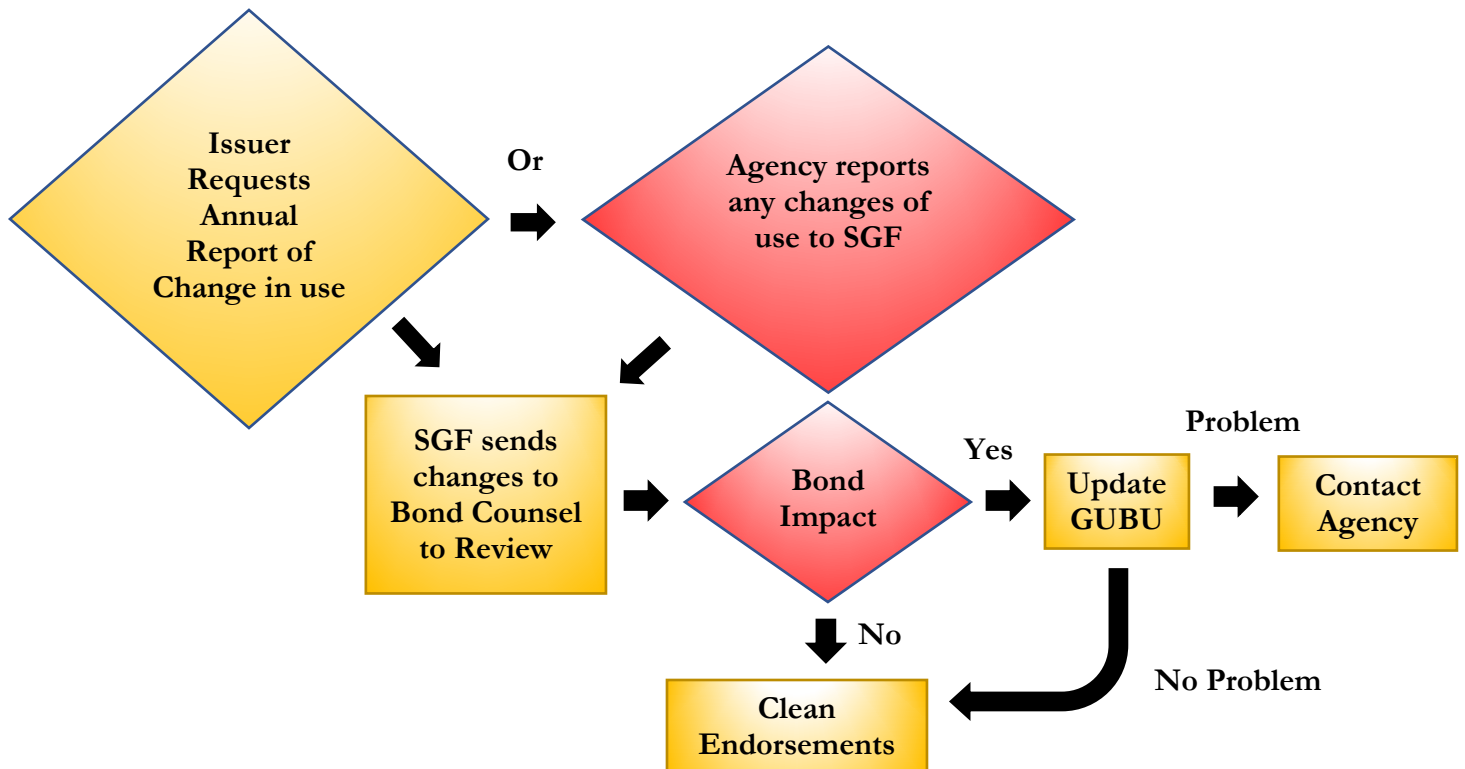 Issuer
Requests
Annual
Report of
Change in use
Or
Agency reports
any changes of
use to SGF
SGF sends
changes to
Bond Counsel
to Review
Bond
Impact
Yes
Update
GUBU
Problem
Contact
Agency
No
No Problem
Clean
Endorsements